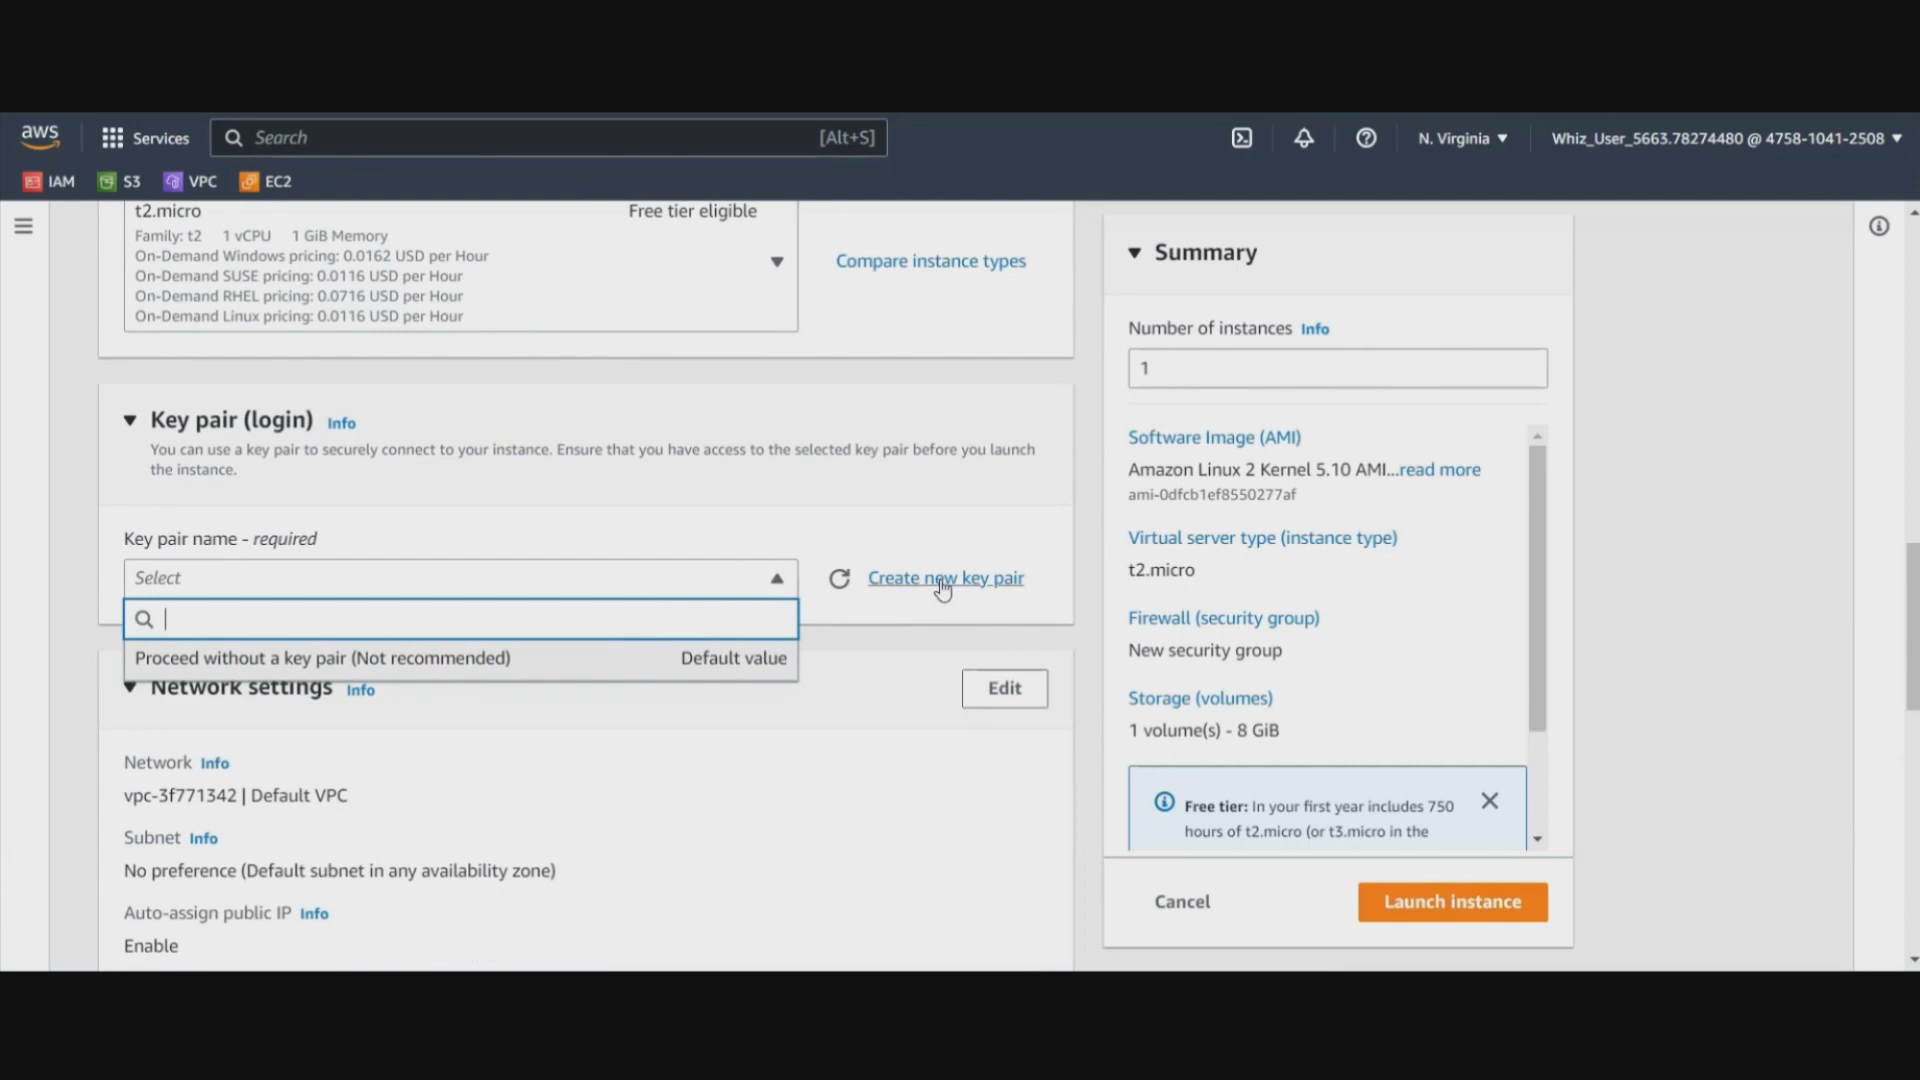 aws
Services
Search
[Alt+S]
N. Virginia
Whiz_User_5663.78274480 @ 4758-1041-2508
IAM
S3
VPC
EC2
t2.micro
Free tier eligible
Family: t2 1 vCPU 1 GiB Memory
On-Demand Windows pricing: 0.0162 USD per Hour
On-Demand SUSE pricing: 0.0116 USD per Hour
On-Demand RHEL pricing: 0.0716 USD per Hour
On-Demand Linux pricing: 0.0116 USD per Hour
Compare instance types
Key pair (login) Info
You can use a key pair to securely connect to your instance. Ensure that you have access to the selected key pair before you launch
the instance.
Key pair name - required
Select
Create new key pair
Proceed without a key pair (Not recommended)
Default value
Network settings Info
Edit
Network Info
vpc-3f771342 | Default VPC
Subnet Info
No preference (Default subnet in any availability zone)
Auto-assign public IP Info
Enable
Summary
Number of instances Info
1
Software Image (AMI)
Amazon Linux 2 Kernel 5.10 AMI...read more
ami-0dfcb1ef8550277af
Virtual server type (instance type)
t2.micro
Firewall (security group)
New security group
Storage (volumes)
1 volume(s) - 8 GiB
Free tier: In your first year includes 750
hours of t2.micro (or t3.micro in the
Cancel
Launch instance